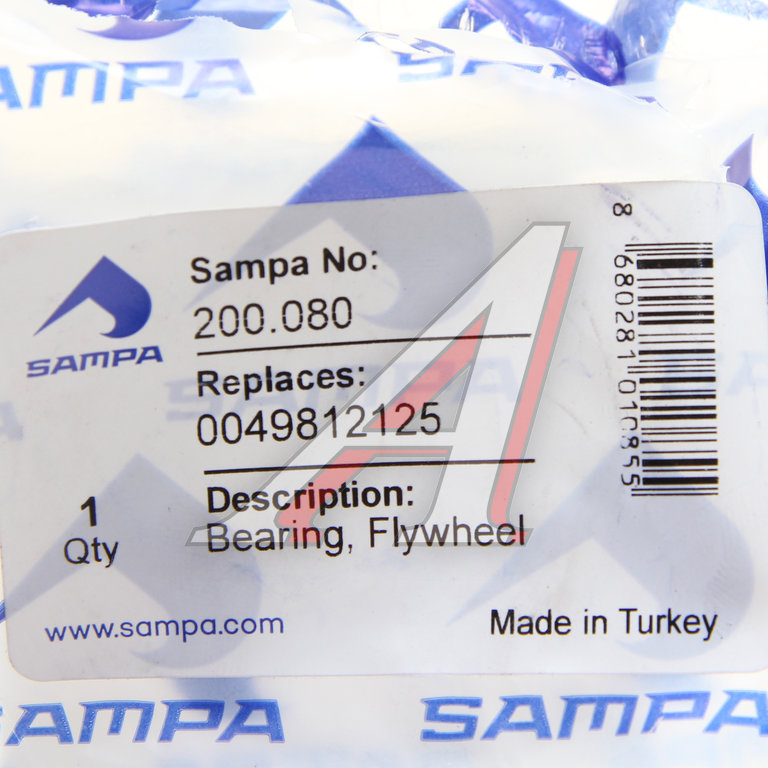 SAMPA
SAMPA
Sampa No:
200.080
SAMPA
Replaces:
0049812125
1
Qty
Description:
Bearing, Flywheel
www.sampa.com
Made in Turkey
8 680281 010855
SAMPA
SAMPA